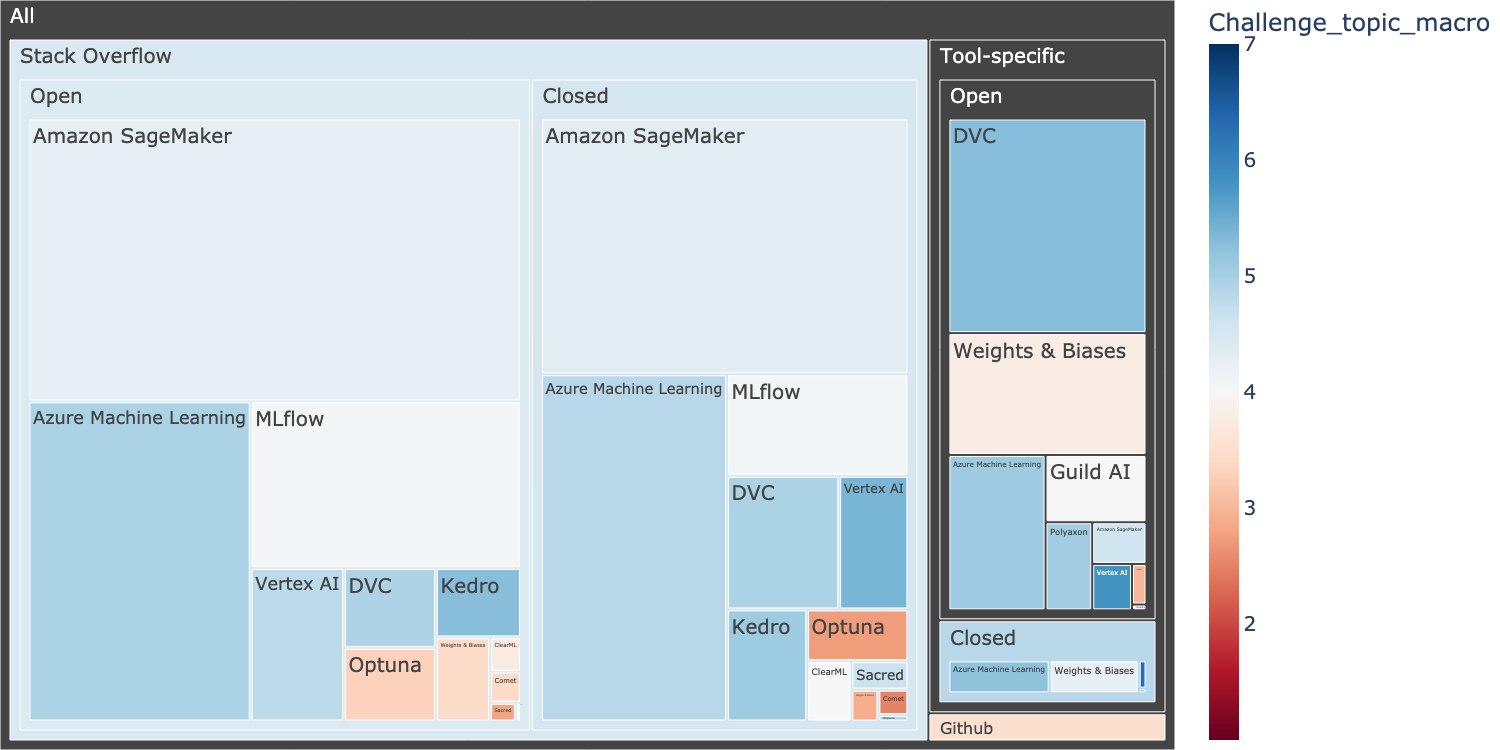 All
Stack Overflow
Open
Amazon SageMaker
Azure Machine Learning
MLflow
Vertex AI
DVC
Kedro
Optuna
Weights & Biases
ClearML
Comet
Sacred
Closed
Amazon SageMaker
Azure Machine Learning
MLflow
DVC
Vertex AI
Kedro
Optuna
ClearML
Sacred
Comet
Tool-specific
Open
DVC
Weights & Biases
Azure Machine Learning
Guild AI
Polyaxon
Amazon SageMaker
Vertex AI
Closed
Azure Machine Learning
Weights & Biases
Github
Challenge_topic_macro
7
6
5
4
3
2